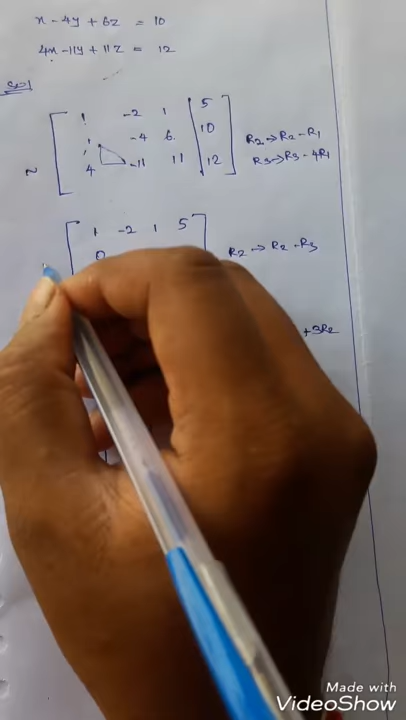 x - 4y + 6z = 10
4x - 11y + 11z = 12
Sol
1 -2 1 5
1 -4 6 10 R2 → R2 - R1
~ 4 -11 11 12 R3 → R3 - 4R1
1 -2 1 5
0 R2 → R2 - R3
+ 3R2
Made with
VideoShow